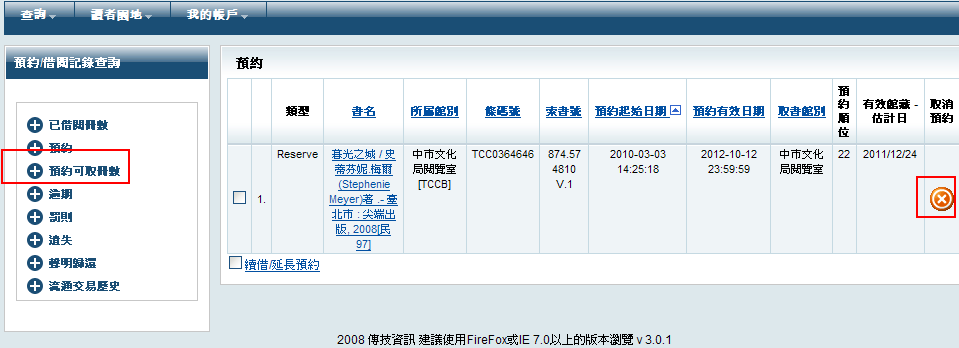 查詢 讀者園地 我的帳戶
預約/借閱記錄查詢
已借閱冊數
預約
預約可取冊數
逾期
罰則
遺失
聲明歸還
流通交易歷史
預約
類型 書名 所屬館別 條碼號 索書號 預約起始日期 預約有效日期 取書館別 預約順位 有效館藏 - 估計日 取消預約
1. Reserve
暮光之城 / 史
蒂芬妮.梅爾
(Stephenie
Meyer)著 .- 臺
北市 : 尖端出
版, 2008[民
97]
中市文化
局閱覽室
[TCCB]
TCC0364646
874.57
4810
V.1
2010-03-03
14:25:18
2012-10-12
23:59:59
中市文化
局閱覽室
22
2011/12/24
續借/延長預約
2008 傳技資訊 建議使用FireFox或IE 7.0以上的版本瀏覽 v 3.0.1